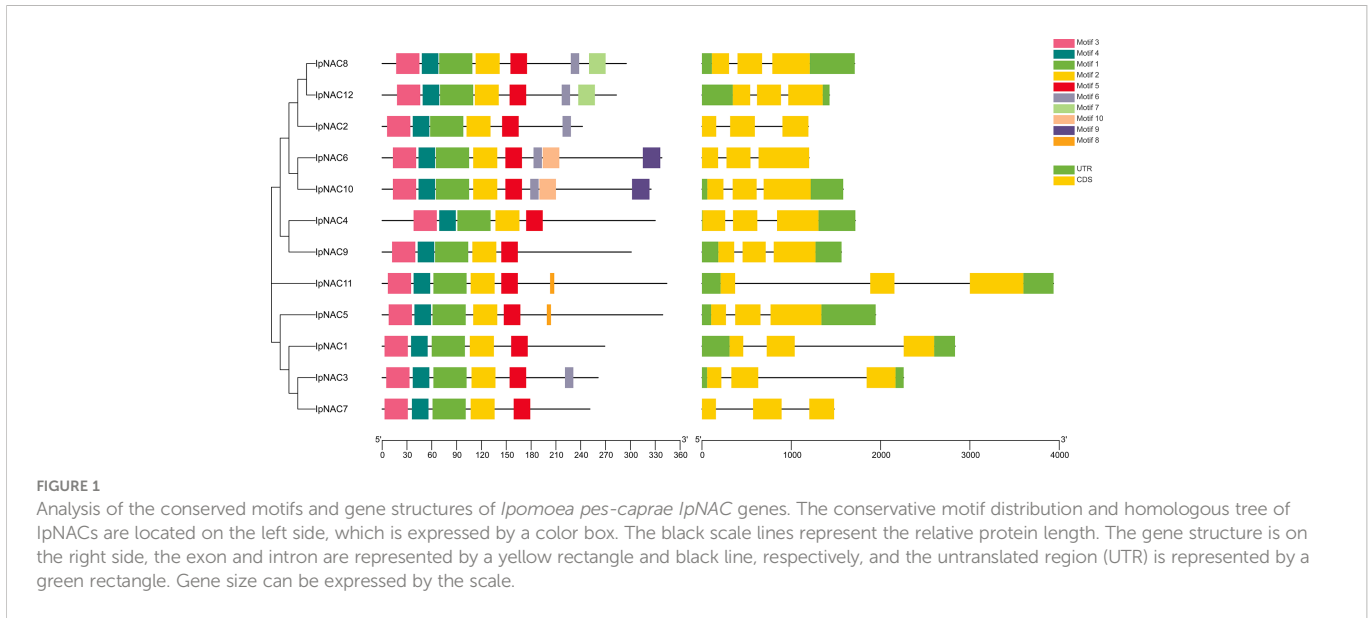 IpNAC8
IpNAC12
IpNAC2
IpNAC6
IpNAC10
IpNAC4
IpNAC9
IpNAC11
IpNAC5
IpNAC1
IpNAC3
IpNAC7
5' 3'
0 30 60 90 120 150 180 210 240 270 300 330 360
5' 3'
0 1000 2000 3000 4000
Motif 3
Motif 4
Motif 1
Motif 2
Motif 5
Motif 6
Motif 7
Motif 10
Motif 9
Motif 8
UTR
CDS
FIGURE 1
Analysis of the conserved motifs and gene structures of Ipomoea pes-caprae IpNAC genes. The conservative motif distribution and homologous tree of
IpNACs are located on the left side, which is expressed by a color box. The black scale lines represent the relative protein length. The gene structure is on
the right side, the exon and intron are represented by a yellow rectangle and black line, respectively, and the untranslated region (UTR) is represented by a
green rectangle. Gene size can be expressed by the scale.